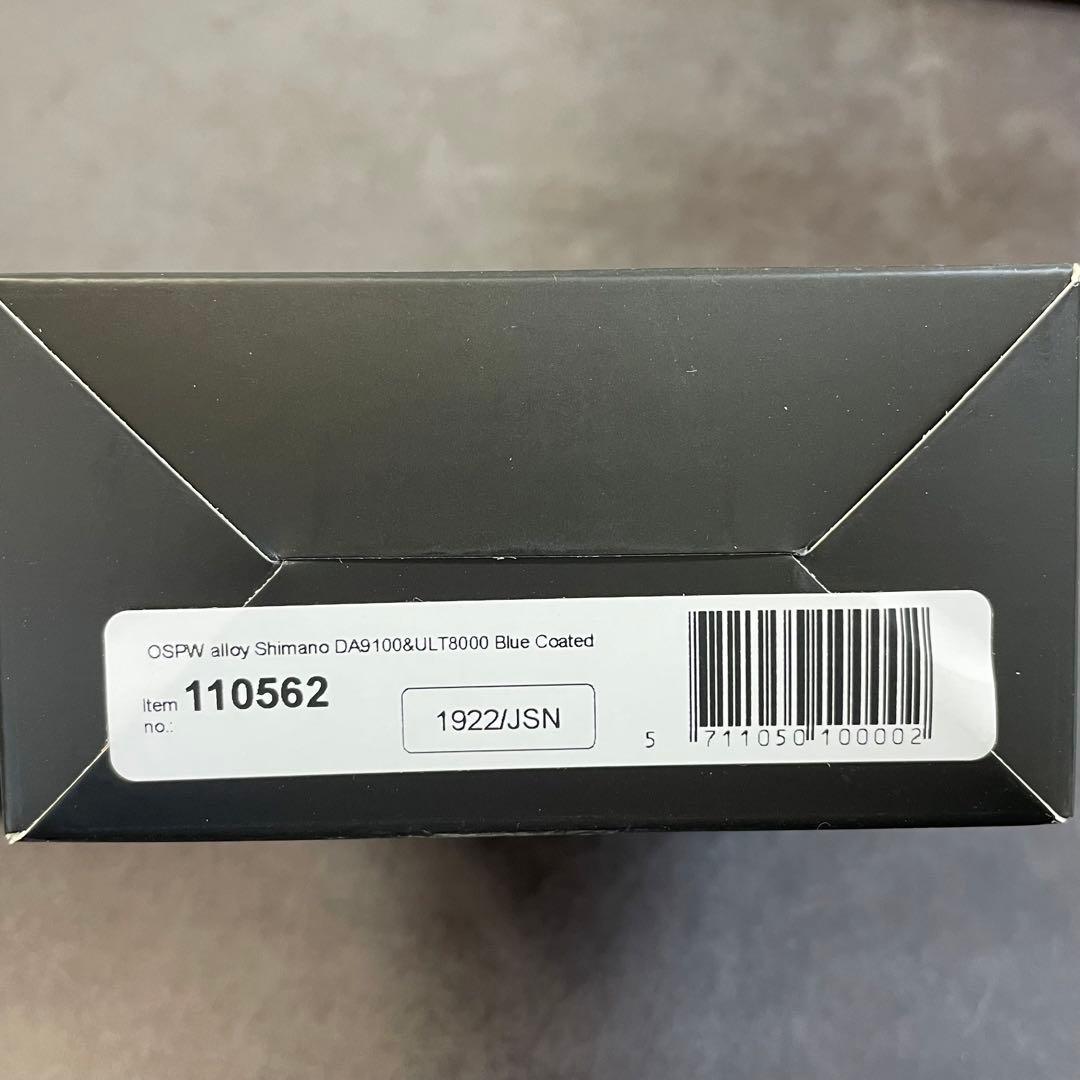 OSPW alloy Shimano DA9100&ULT8000 Blue Coated
Item no.: 110562
1922/JSN
5 711050 100002